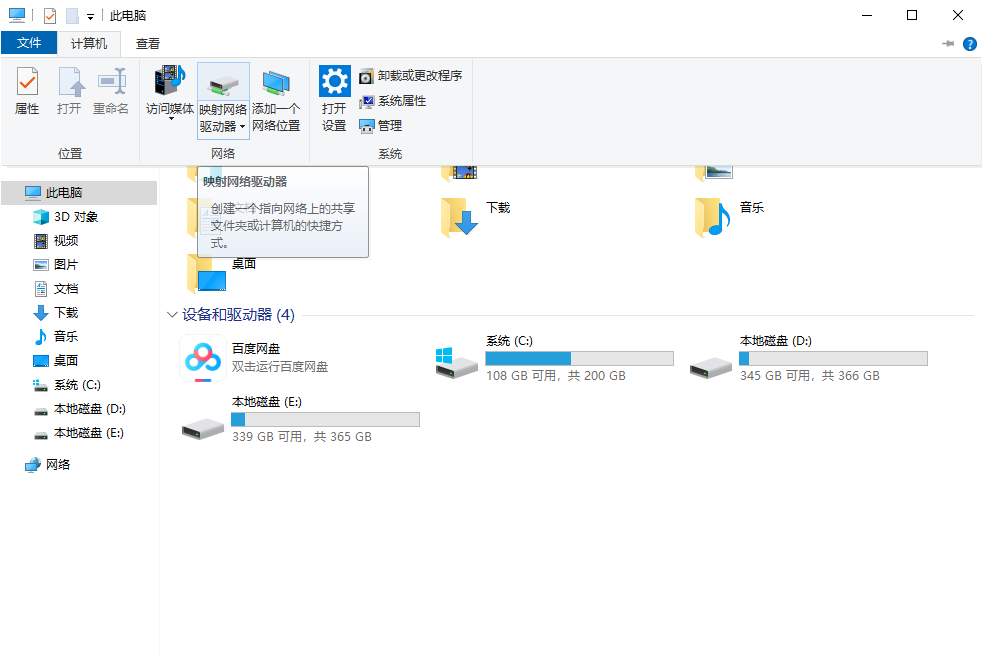 此电脑
文件 计算机 查看
属性 打开 重命名
访问媒体
映射网络
驱动器
添加一个
网络位置
打开
设置
卸载或更改程序
系统属性
管理
位置 网络 系统
映射网络驱动器
创建一个指向网络上的共享
文件夹或计算机的快捷方
式。
此电脑
3D 对象
视频
图片
文档
下载
音乐
桌面
系统 (C:)
本地磁盘 (D:)
本地磁盘 (E:)
网络
下载
音乐
桌面
设备和驱动器 (4)
百度网盘
双击运行百度网盘
系统 (C:)
108 GB 可用，共 200 GB
本地磁盘 (D:)
345 GB 可用，共 366 GB
本地磁盘 (E:)
339 GB 可用，共 365 GB